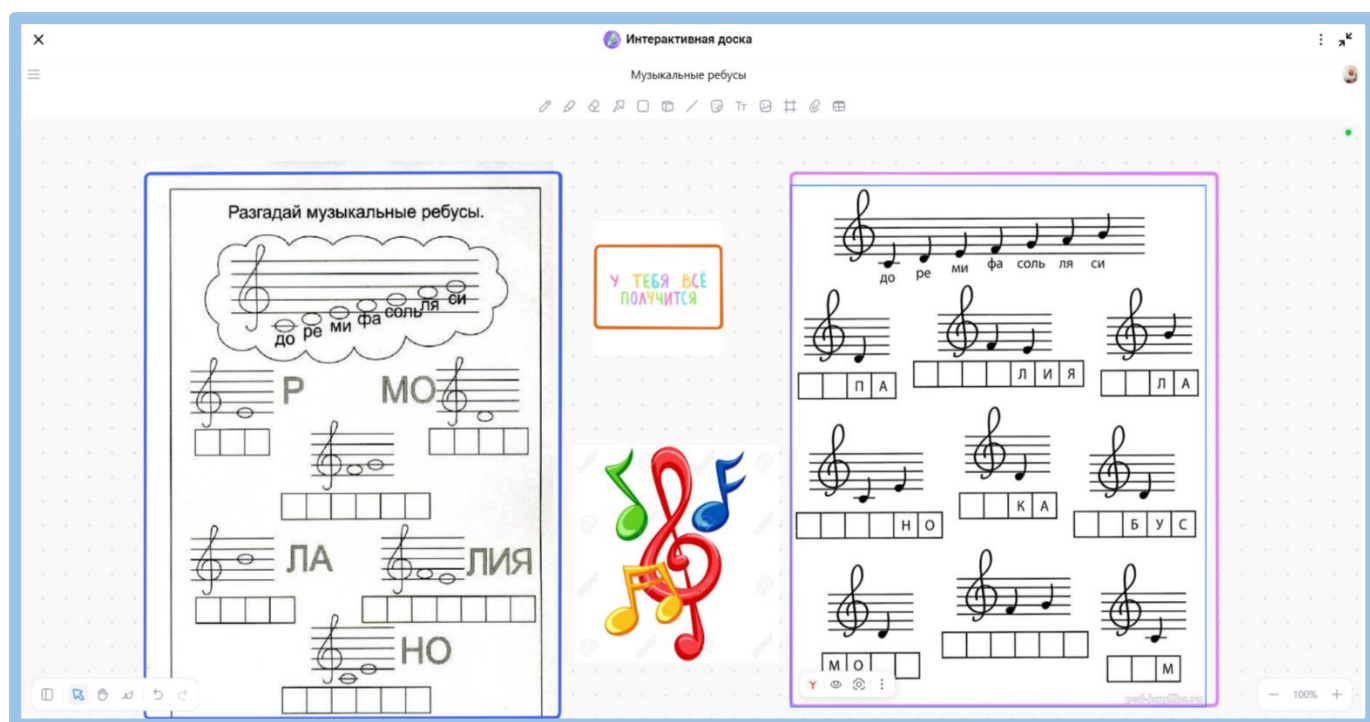 Интерактивная доска
Музыкальные ребусы
Тт
Разгадай музыкальные ребусы.
до ре ми фа соль ля си
Р
МО
ЛА
ЛИЯ
НО
У ТЕБЯ ВСЁ
ПОЛУЧИТСЯ
до ре ми фа соль ля си
П А
Л И Я
Л А
Н О
К А
Б У С
М О
М
100%